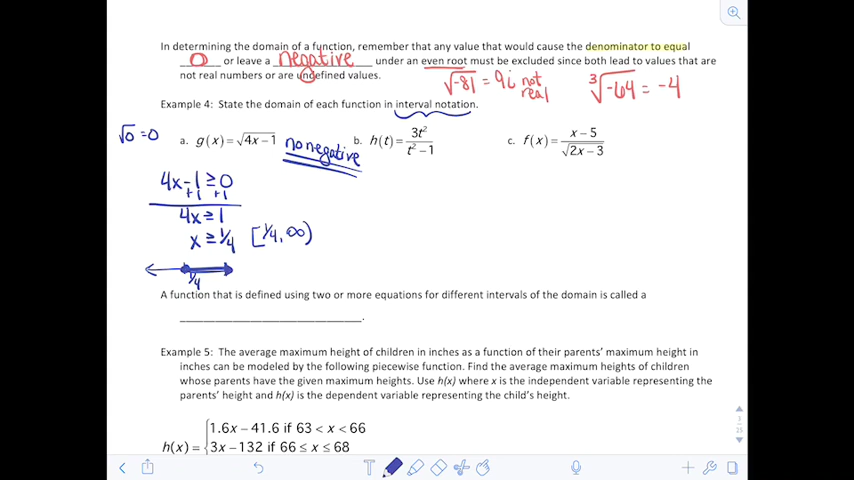 In determining the domain of a function, remember that any value that would cause the denominator to equal
0 or leave a negative under an even root must be excluded since both lead to values that are
not real numbers or are undefined values.
√-81 = 9i not real
³√-64 = -4
Example 4: State the domain of each function in interval notation.
√0 = 0
a. g(x) = √4x − 1 no negative b. h(t) = 3t²/t² − 1 c. f(x) = x − 5/√2x − 3
4x - 1 ≥ 0
+1 +1
4x ≥ 1
x ≥ 1/4 [1/4, ∞)
1/4
A function that is defined using two or more equations for different intervals of the domain is called a
______________________________.
Example 5: The average maximum height of children in inches as a function of their parents' maximum height in
inches can be modeled by the following piecewise function. Find the average maximum heights of children
whose parents have the given maximum heights. Use h(x) where x is the independent variable representing the
parents' height and h(x) is the dependent variable representing the child's height.
1.6x − 41.6 if 63 < x < 66
h(x) = { 3x − 132 if 66 ≤ x ≤ 68
3
25